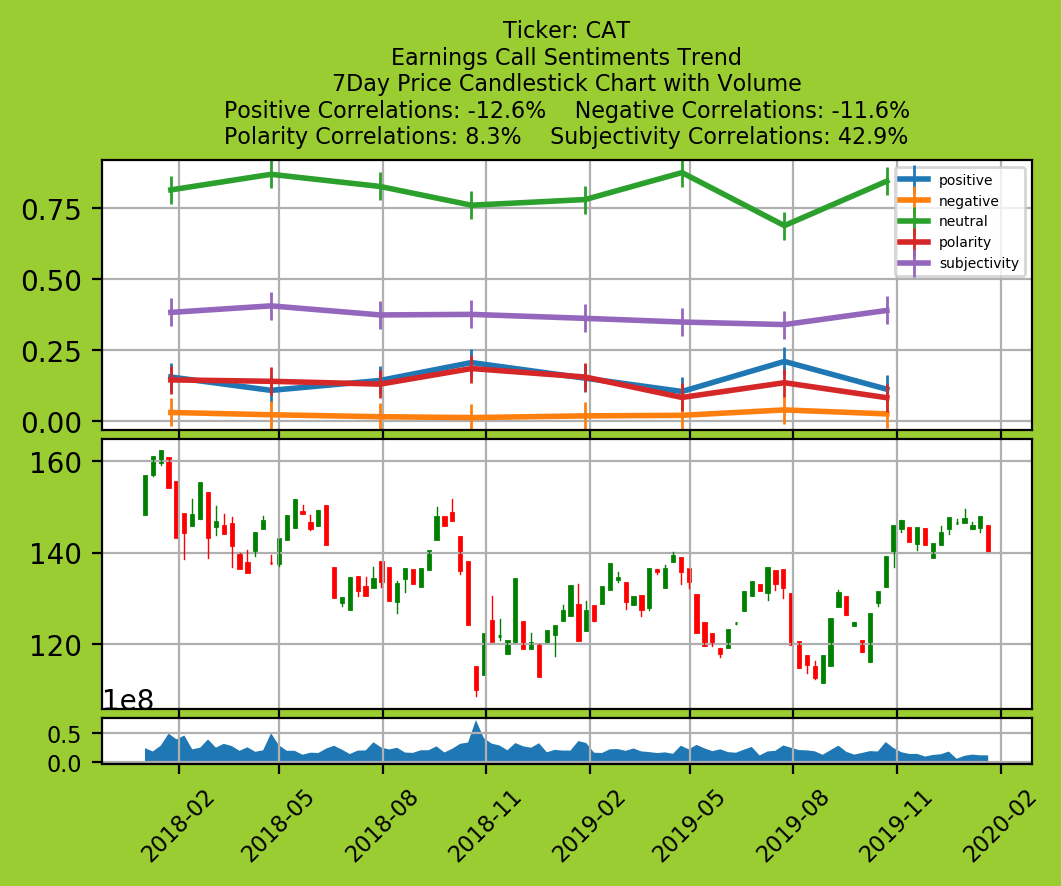 Ticker: CAT
Earnings Call Sentiments Trend
7Day Price Candlestick Chart with Volume
Positive Correlations: -12.6%    Negative Correlations: -11.6%
Polarity Correlations: 8.3%    Subjectivity Correlations: 42.9%
positive
negative
neutral
polarity
subjectivity
0.75
0.50
0.25
0.00
160
140
120
1e8
0.5
0.0
2018-02
2018-05
2018-08
2018-11
2019-02
2019-05
2019-08
2019-11
2020-02